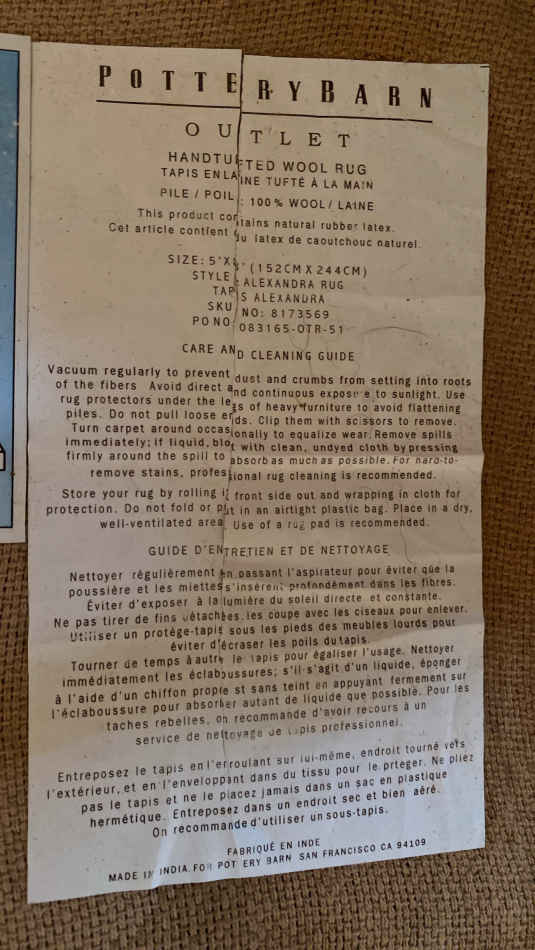 POTTERYBARN
OUTLET
HANDTUFTED WOOL RUG
TAPIS EN LAINE TUFTÉ À LA MAIN
PILE / POIL: 100% WOOL / LAINE
This product contains natural rubber latex.
Cet article contient du latex de caoutchouc naturel.
SIZE: 5'X8' (152CM X 244CM)
STYLE: ALEXANDRA RUG
TAPIS ALEXANDRA
SKU NO: 8173569
PO NO: 083165-OTR-51
CARE AND CLEANING GUIDE
Vacuum regularly to prevent dust and crumbs from setting into roots
of the fibers Avoid direct and continuous exposure to sunlight. Use
rug protectors under the legs of heavy furniture to avoid flattening
piles. Do not pull loose ends. Clip them with scissors to remove.
Turn carpet around occasionally to equalize wear. Remove spills
immediately; If liquid, blot with clean, undyed cloth by pressing
firmly around the spill to absorb as much as possible. For hard-to-
remove stains, professional rug cleaning is recommended.
Store your rug by rolling it front side out and wrapping in cloth for
protection. Do not fold or put in an airtight plastic bag. Place in a dry,
well-ventilated area. Use of a rug pad is recommended.
GUIDE D'ENTRETIEN ET DE NETTOYAGE
Nettoyer régulièrement en passant l'aspirateur pour éviter que la
poussière et les miettes s'insèrent profondément dans les fibres.
Éviter d'exposer à la lumière du soleil directe et constante.
Ne pas tirer de fins détachées, les coupe avec les ciseaux pour enlever.
Utiliser un protége-tapis sous les pieds des meubles lourds pour
éviter d'écraser les poils du tapis.
Tourner de temps à autre le tapis pour égaliser l'usage. Nettoyer
immédiatement les éclaboussures; s'il s'agit d'un liquide, éponger
à l'aide d'un chiffon propre et sans teint en appuyant fermement sur
l'éclaboussure pour absorber autant de liquide que possible. Pour les
taches rebelles, on recommande d'avoir recours à un
service de nettoyage de tapis professionnel.
Entreposez le tapis en l'erroulant sur lui-même, endroit tourné vers
l'extérieur, et en l'enveloppant dans du tissu pour le prteger. Ne pliez
pas le tapis et ne le placez jamais dans un sac en plastique
hermétique. Entreposez dans un endroit sec et bien aéré.
On recommande d'utiliser un sous-tapis.
FABRIQUÉ EN INDE
MADE IN INDIA FOR POTTERY BARN SAN FRANCISCO CA 94109